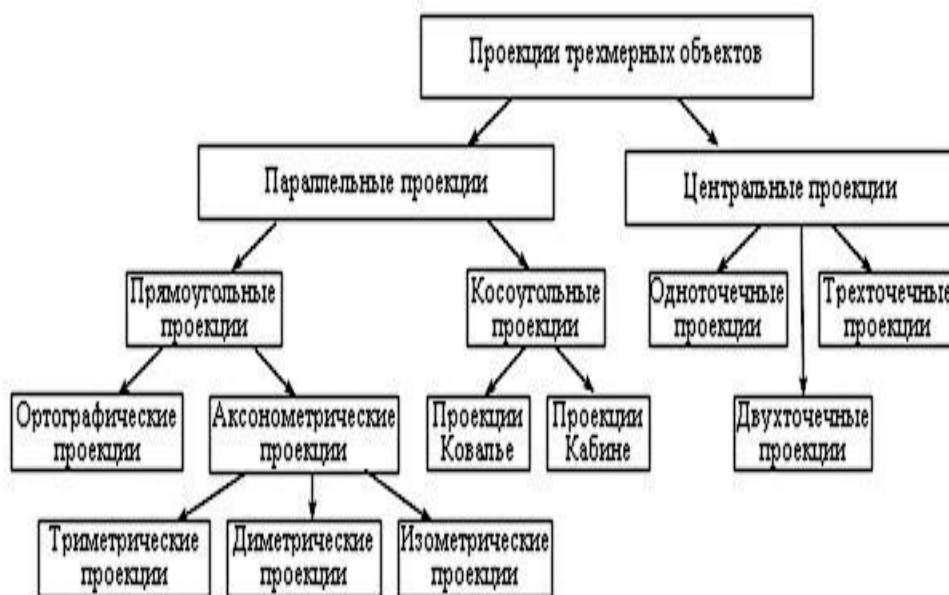 Проекции трехмерных объектов
Параллельные проекции
Центральные проекции
Прямоугольные
проекции
Косоугольные
проекции
Одноточечные
проекции
Трехточечные
проекции
Ортографические
проекции
Аксонометрические
проекции
Проекции
Ковалье
Проекции
Кабине
Двухточечные
проекции
Триметрические
проекции
Диметрические
проекции
Изометрические
проекции